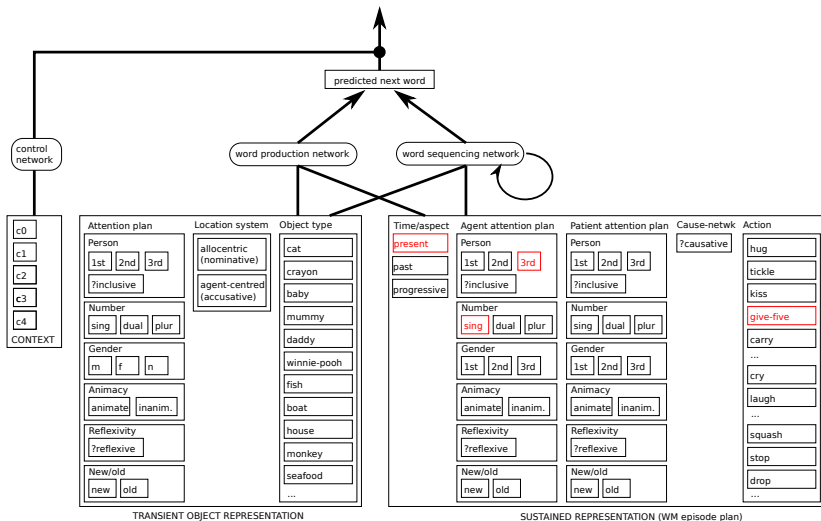 predicted next word
control
network
word production network
word sequencing network
c0
c1
c2
c3
c4
CONTEXT
Attention plan
Person
1st 2nd 3rd
?inclusive
Number
sing dual plur
Gender
m f n
Animacy
animate inanim.
Reflexivity
?reflexive
New/old
new old
Location system
allocentric
(nominative)
agent-centred
(accusative)
Object type
cat
crayon
baby
mummy
daddy
winnie-pooh
fish
boat
house
monkey
seafood
...
TRANSIENT OBJECT REPRESENTATION
Time/aspect
present
past
progressive
Agent attention plan
Person
1st 2nd 3rd
?inclusive
Number
sing dual plur
Gender
1st 2nd 3rd
Animacy
animate inanim.
Reflexivity
?reflexive
New/old
new old
Patient attention plan
Person
1st 2nd 3rd
?inclusive
Number
sing dual plur
Gender
1st 2nd 3rd
Animacy
animate inanim.
Reflexivity
?reflexive
New/old
new old
Cause-netwk
?causative
Action
hug
tickle
kiss
give-five
carry
...
cry
laugh
...
squash
stop
drop
...
SUSTAINED REPRESENTATION (WM episode plan)